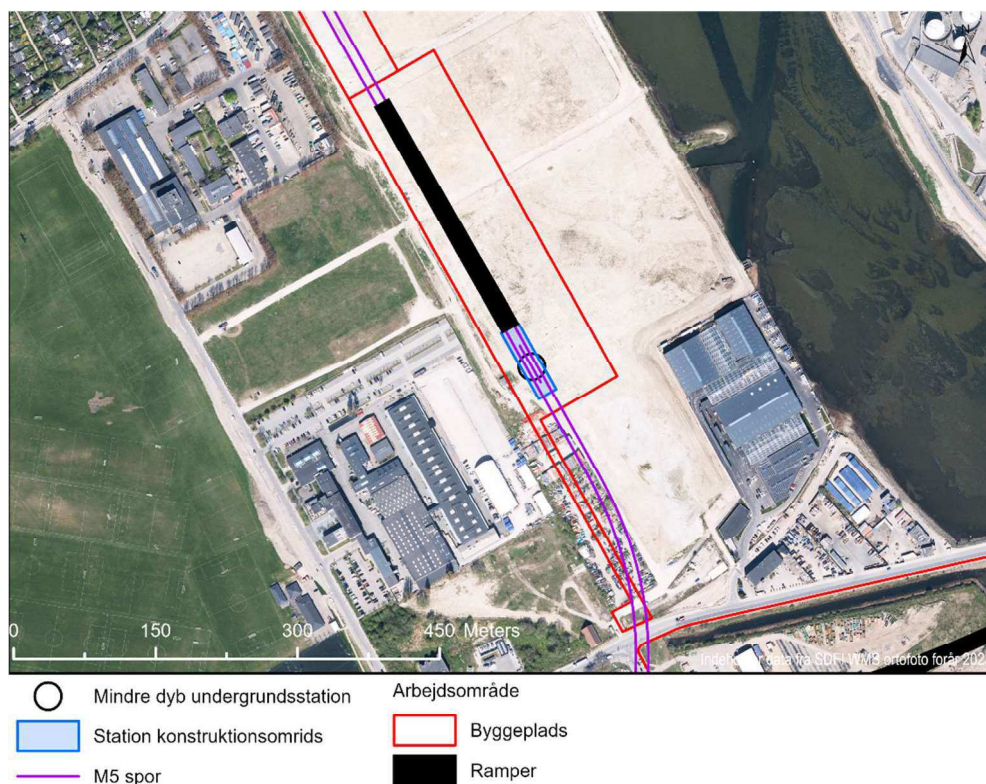 0 150 300 450 Meters
Indeholder data fra SDFI WMS ortofoto forår 202
Mindre dyb undergrundsstation
Station konstruktionsomrids
M5 spor
Arbejdsområde
Byggeplads
Ramper